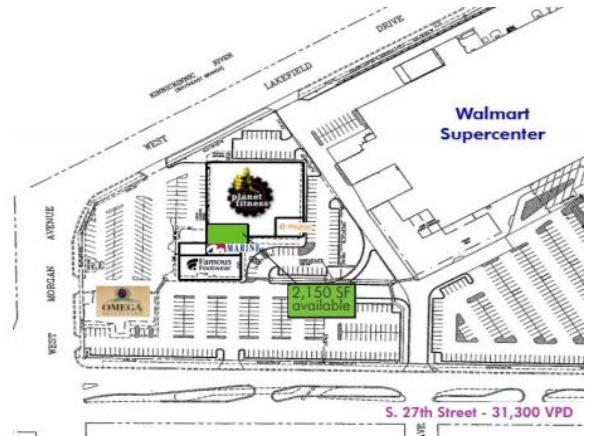 DRIVE
LAKEFIELD
WEST
KINNICKINNIC RIVER
Walmart
Supercenter
planet
fitness
MARINE
Famous
Footwear
2,150 SF
available
OMEGA
WEST MORGAN AVENUE
S. 27th Street - 31,300 VPD
AVE